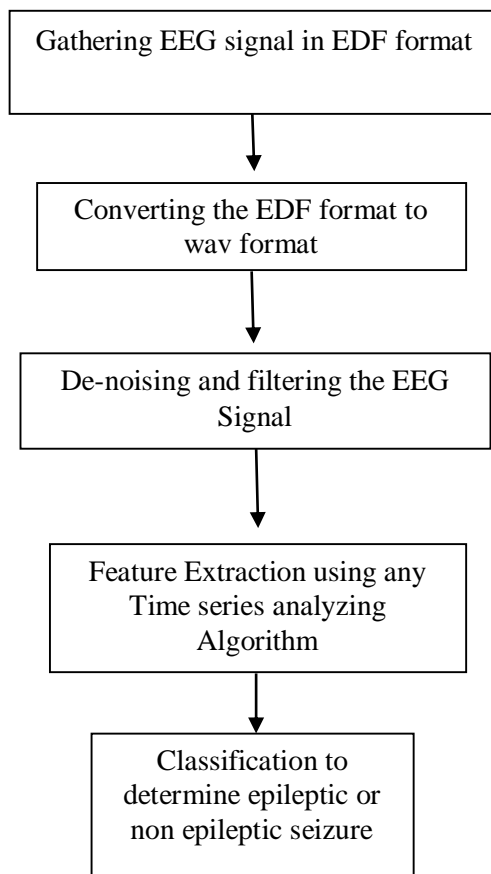 Gathering EEG signal in EDF format
Converting the EDF format to
wav format
De-noising and filtering the EEG
Signal
Feature Extraction using any
Time series analyzing
Algorithm
Classification to
determine epileptic or
non epileptic seizure